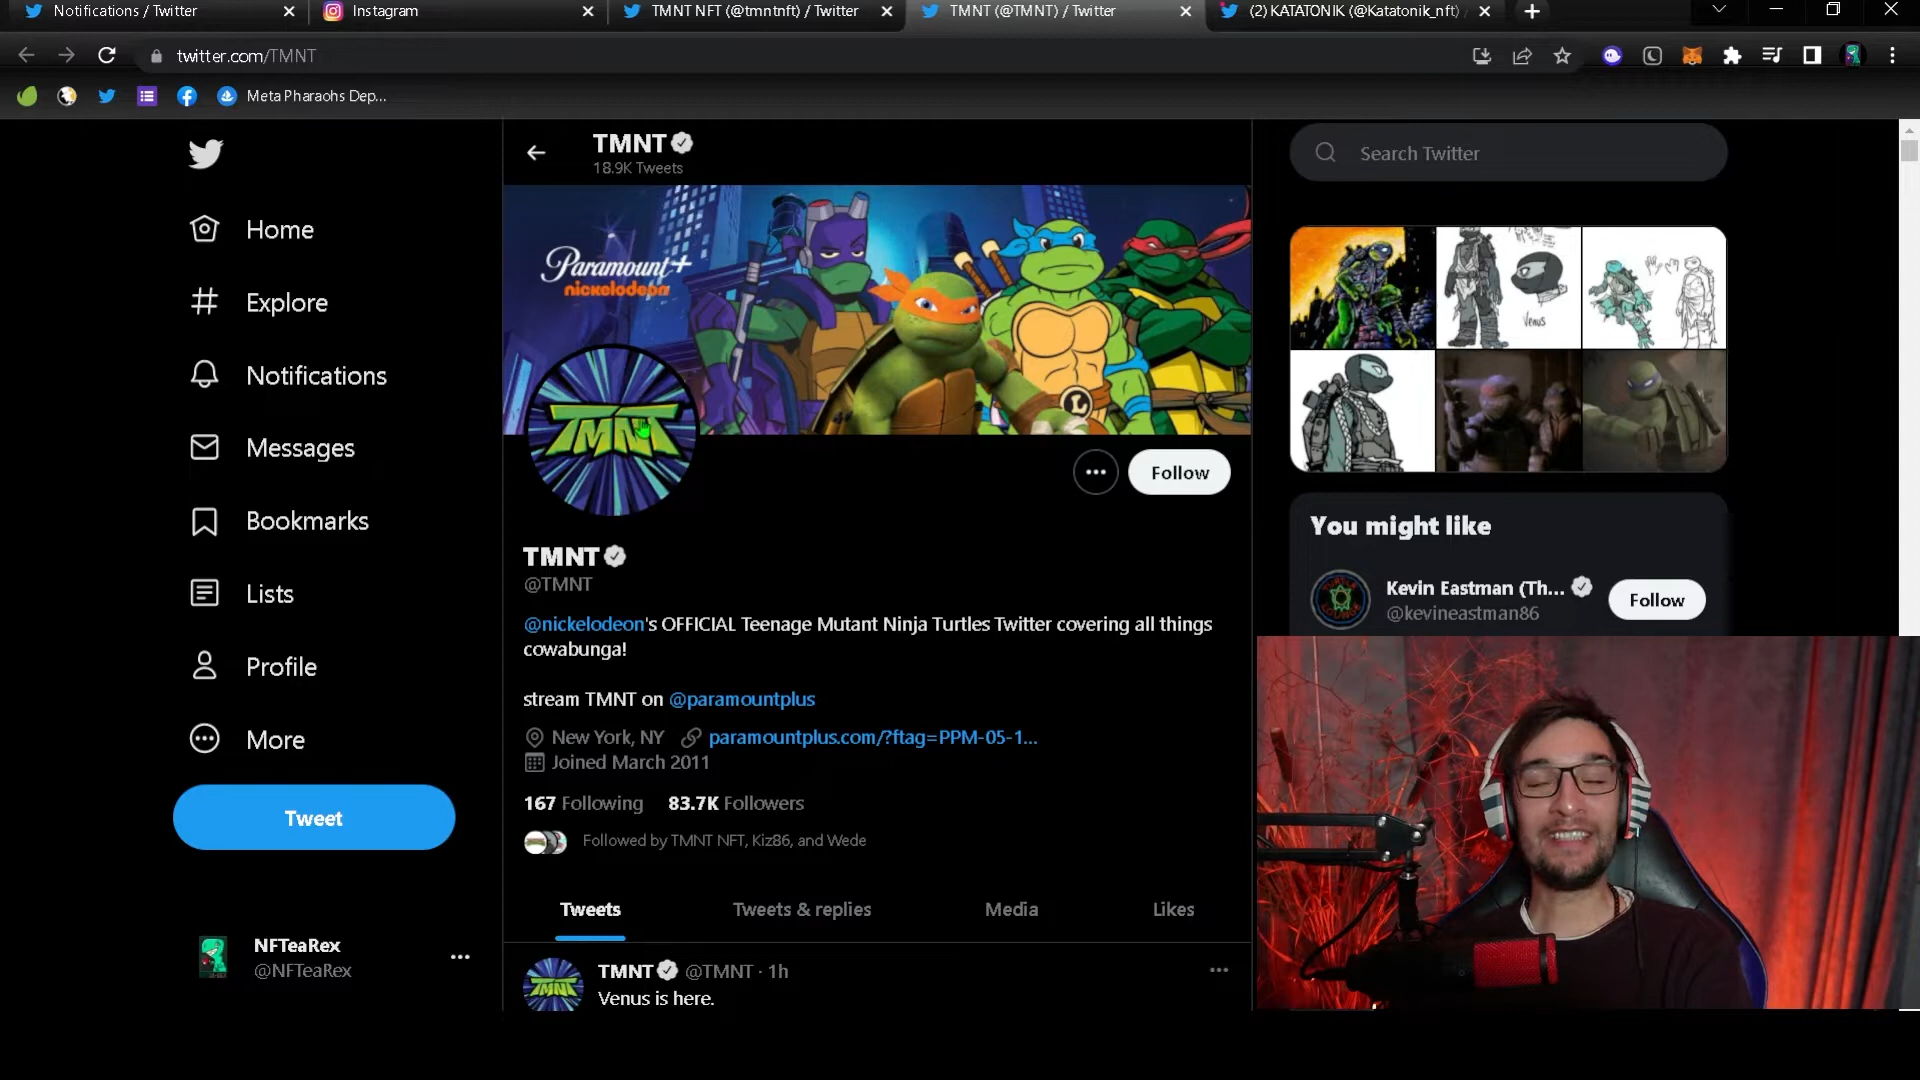 Notifications / Twitter
Instagram
TMNT NFT (@tmntnft) / Twitter
TMNT (@TMNT) / Twitter
(2) KATATONIK (@Katatonik_nft) /
twitter.com/TMNT
Meta Pharaohs Dep...
TMNT
18.9K Tweets
Search Twitter
Home
Explore
Notifications
Messages
Bookmarks
Lists
Profile
More
Tweet
NFTeaRex
@NFTeaRex
Paramount+
nickelodeon
L
TMNT
Follow
TMNT
@TMNT
@nickelodeon's OFFICIAL Teenage Mutant Ninja Turtles Twitter covering all things
cowabunga!
stream TMNT on @paramountplus
New York, NY paramountplus.com/?ftag=PPM-05-1...
Joined March 2011
167 Following 83.7K Followers
Followed by TMNT NFT, Kiz86, and Wede
Tweets
Tweets & replies
Media
Likes
TMNT @TMNT · 1h
Venus is here.
TMNT
Venus
You might like
Kevin Eastman (Th...
@kevineastman86
Follow